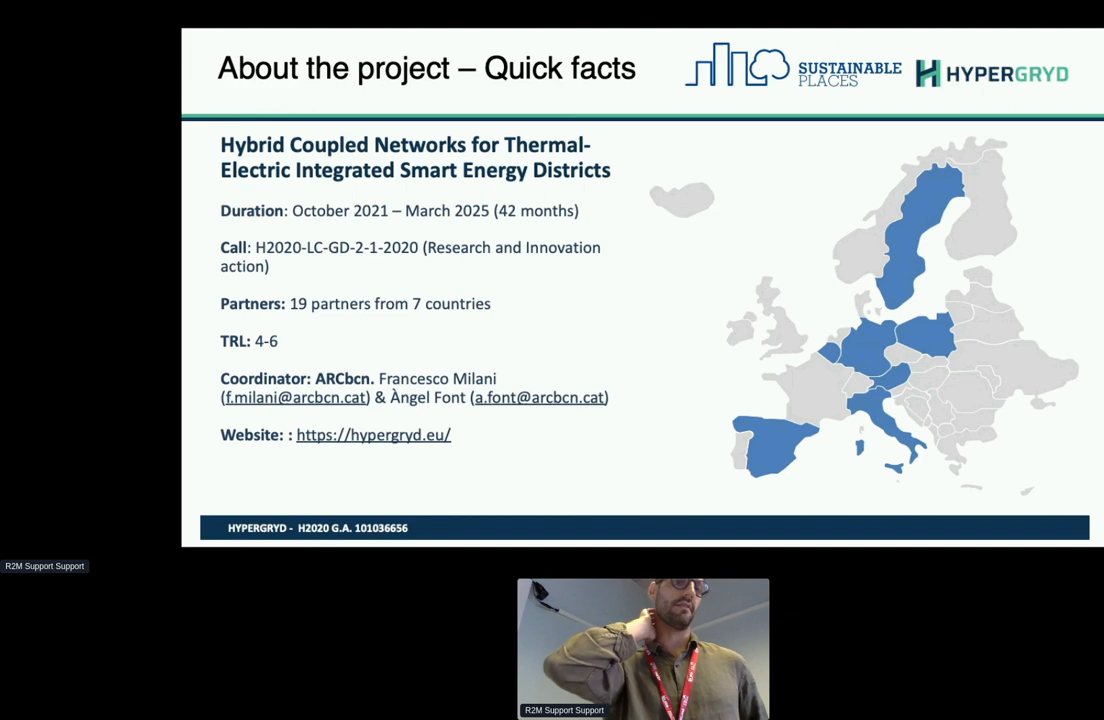 About the project – Quick facts
SUSTAINABLE
PLACES
HYPERGRYD
Hybrid Coupled Networks for Thermal-
Electric Integrated Smart Energy Districts
Duration: October 2021 – March 2025 (42 months)
Call: H2020-LC-GD-2-1-2020 (Research and Innovation
action)
Partners: 19 partners from 7 countries
TRL: 4-6
Coordinator: ARCbcn. Francesco Milani
(f.milani@arcbcn.cat) & Àngel Font (a.font@arcbcn.cat)
Website: : https://hypergryd.eu/
HYPERGRYD - H2020 G.A. 101036656
R2M Support Support
R2M Support Support